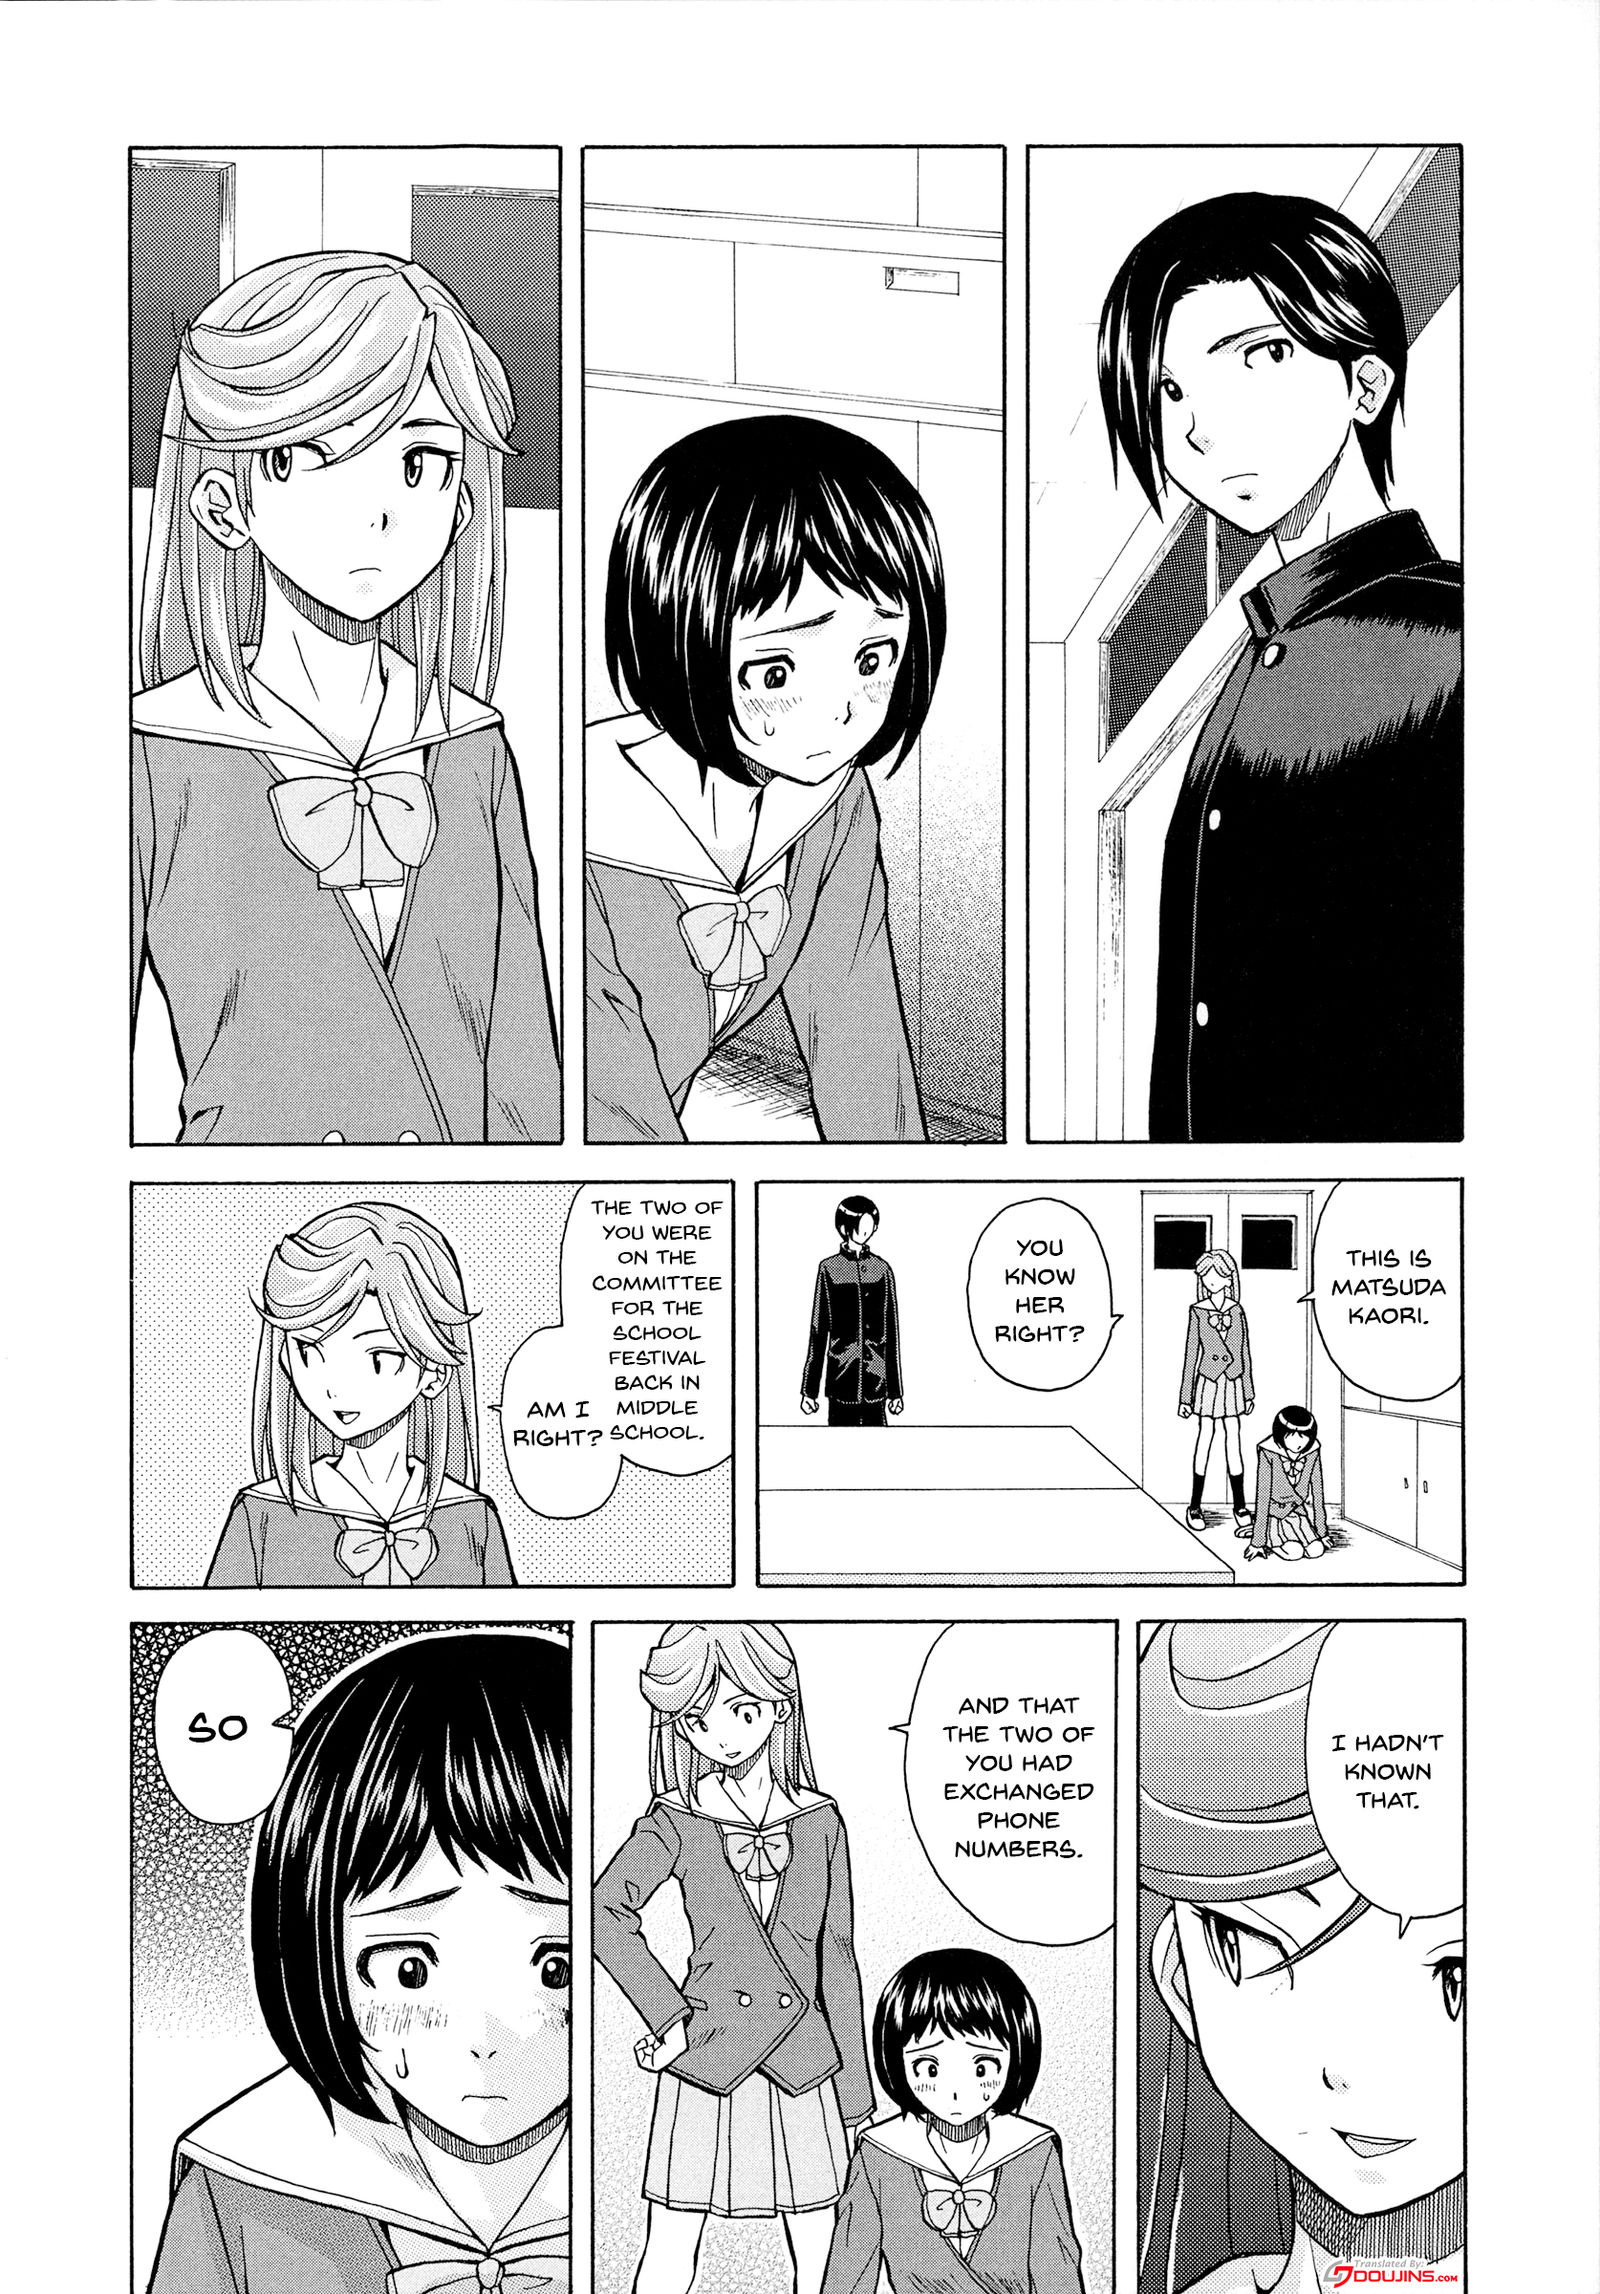 THIS IS
MATSUDA
KAORI.
YOU
KNOW
HER
RIGHT?
THE TWO OF
YOU WERE
ON THE
COMMITTEE
FOR THE
SCHOOL
FESTIVAL
BACK IN
MIDDLE
SCHOOL.
AM I
RIGHT?
I HADN'T
KNOWN
THAT.
AND THAT
THE TWO OF
YOU HAD
EXCHANGED
PHONE
NUMBERS.
SO
Translated By:
DOUJINS.com